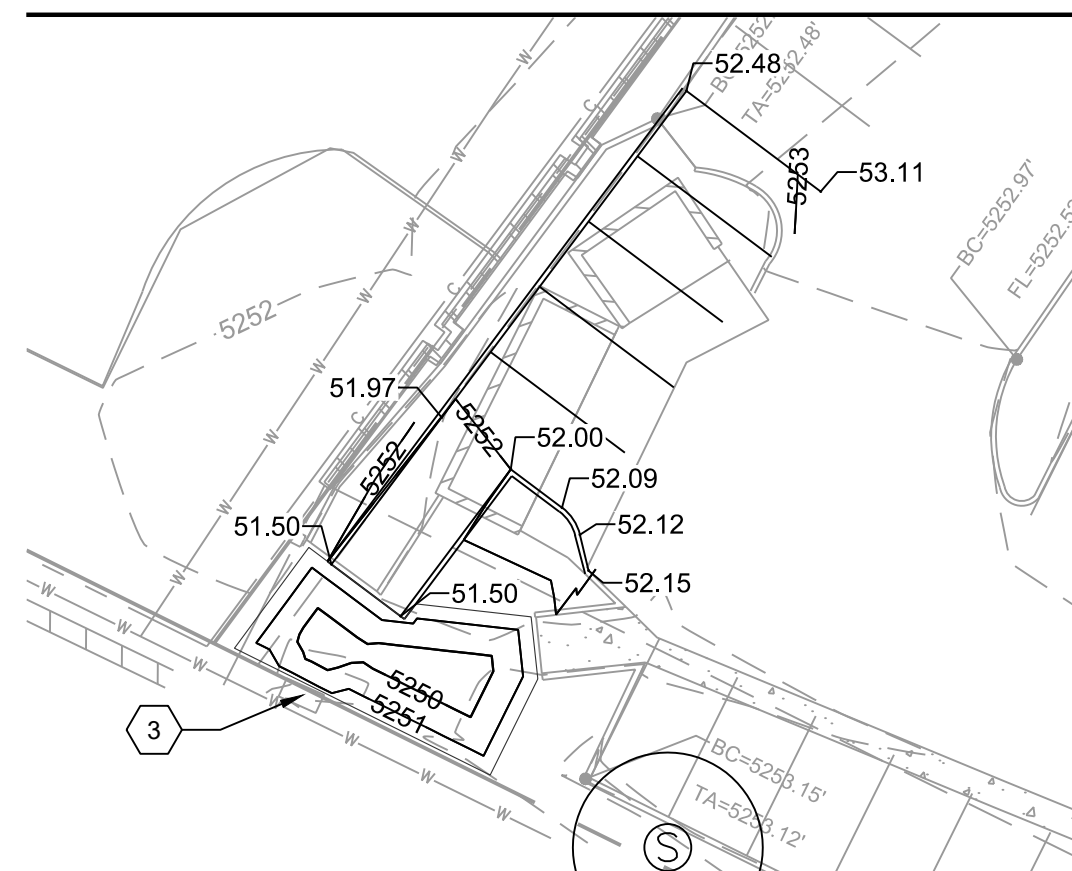 BC=5252.
TA=5252.48'
52.48
5253
53.11
BC=5252.97'
FL=5252.5
5252
51.97
5252
52.00
5252
52.09
52.12
51.50
52.15
51.50
5250
5251
3
BC=5253.15'
TA=5253.12'
S
W
W
W
W
W
W
W
W
C
C
C
C
W
W
W
W
W
W
W